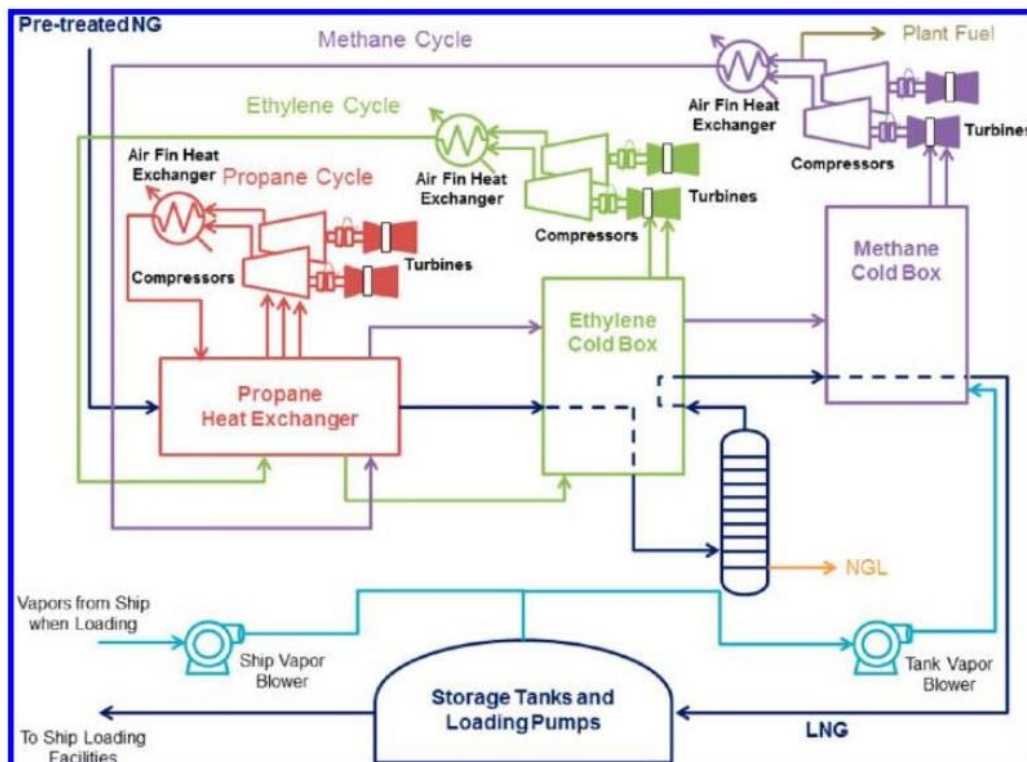 Pre-treated NG
Methane Cycle
Plant Fuel
Ethylene Cycle
Air Fin Heat
Exchanger
Turbines
Compressors
Air Fin Heat
Exchanger
Propane Cycle
Air Fin Heat
Exchanger
Turbines
Compressors
Compressors
Turbines
Methane
Cold Box
Ethylene
Cold Box
Propane
Heat Exchanger
NGL
Vapors from Ship
when Loading
Ship Vapor
Blower
Tank Vapor
Blower
Storage Tanks and
Loading Pumps
LNG
To Ship Loading
Facilities